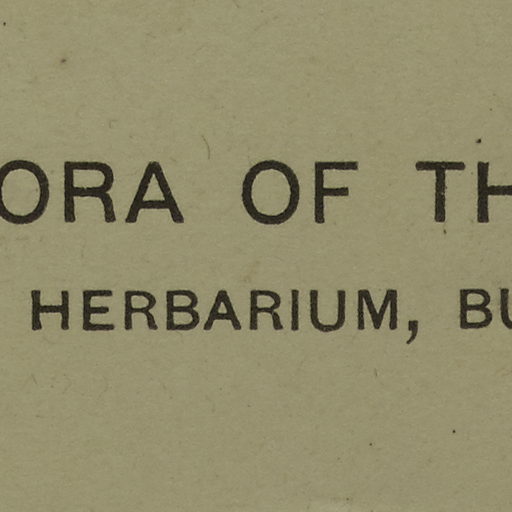 ORA OF TH
HERBARIUM, BU